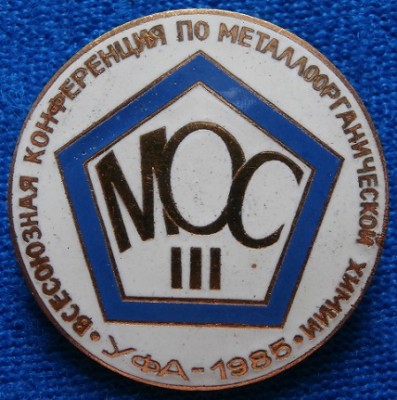 ВСЕСОЮЗНАЯ КОНФЕРЕНЦИЯ ПО МЕТАЛЛООРГАНИЧЕСКОЙ ХИМИИ
МОС
III
• УФА-1985 •